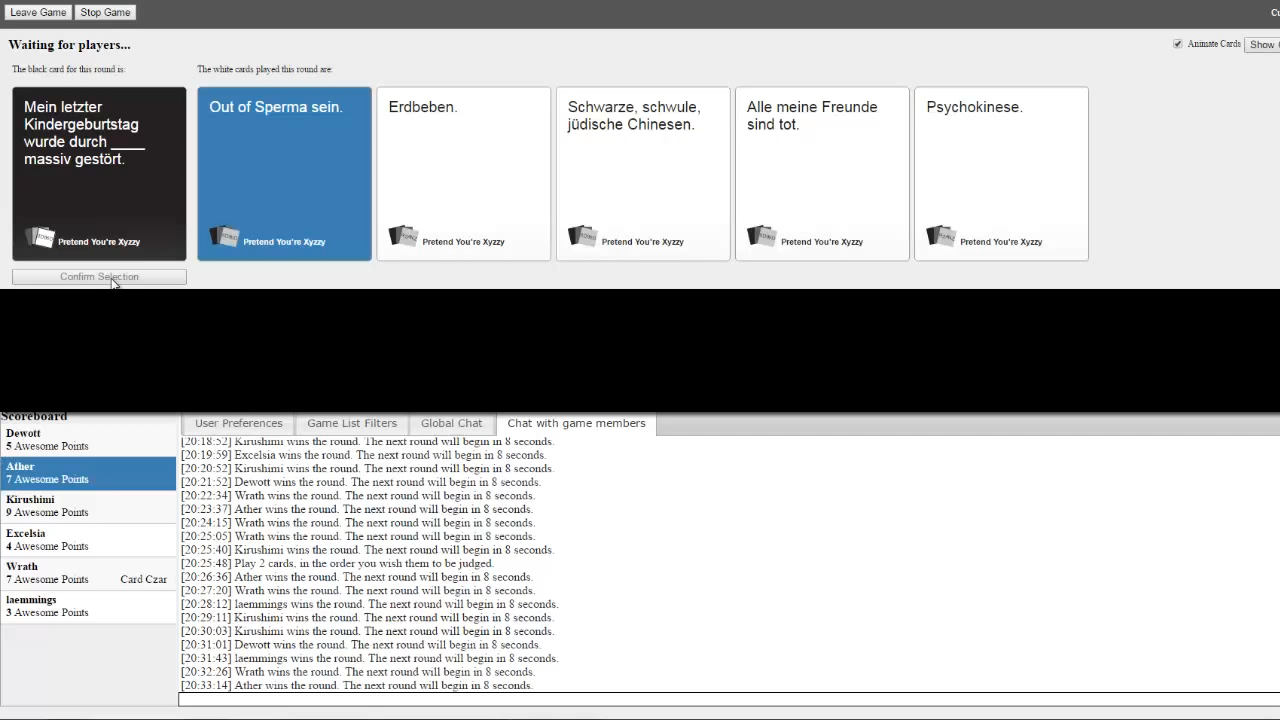 Leave Game Stop Game
Waiting for players...
Animate Cards Show
The black card for this round is: The white cards played this round are:
Mein letzter
Kindergeburtstag
wurde durch ____
massiv gestört.
Pretend You're Xyzzy
Out of Sperma sein.
Pretend You're Xyzzy
Erdbeben.
Pretend You're Xyzzy
Schwarze, schwule,
jüdische Chinesen.
Pretend You're Xyzzy
Alle meine Freunde
sind tot.
Pretend You're Xyzzy
Psychokinese.
Pretend You're Xyzzy
Confirm Selection
Scoreboard
Dewott
5 Awesome Points
Ather
7 Awesome Points
Kirushimi
9 Awesome Points
Excelsia
4 Awesome Points
Wrath
7 Awesome Points Card Czar
laemmings
3 Awesome Points
User Preferences Game List Filters Global Chat Chat with game members
[20:18:52] Kirushimi wins the round. The next round will begin in 8 seconds.
[20:19:59] Excelsia wins the round. The next round will begin in 8 seconds.
[20:20:52] Kirushimi wins the round. The next round will begin in 8 seconds.
[20:21:52] Dewott wins the round. The next round will begin in 8 seconds.
[20:22:34] Wrath wins the round. The next round will begin in 8 seconds.
[20:23:37] Ather wins the round. The next round will begin in 8 seconds.
[20:24:15] Wrath wins the round. The next round will begin in 8 seconds.
[20:25:05] Wrath wins the round. The next round will begin in 8 seconds.
[20:25:40] Kirushimi wins the round. The next round will begin in 8 seconds.
[20:25:48] Play 2 cards, in the order you wish them to be judged.
[20:26:36] Ather wins the round. The next round will begin in 8 seconds.
[20:27:20] Wrath wins the round. The next round will begin in 8 seconds.
[20:28:12] laemmings wins the round. The next round will begin in 8 seconds.
[20:29:11] Kirushimi wins the round. The next round will begin in 8 seconds.
[20:30:03] Kirushimi wins the round. The next round will begin in 8 seconds.
[20:31:01] Dewott wins the round. The next round will begin in 8 seconds.
[20:31:43] laemmings wins the round. The next round will begin in 8 seconds.
[20:32:26] Wrath wins the round. The next round will begin in 8 seconds.
[20:33:14] Ather wins the round. The next round will begin in 8 seconds.